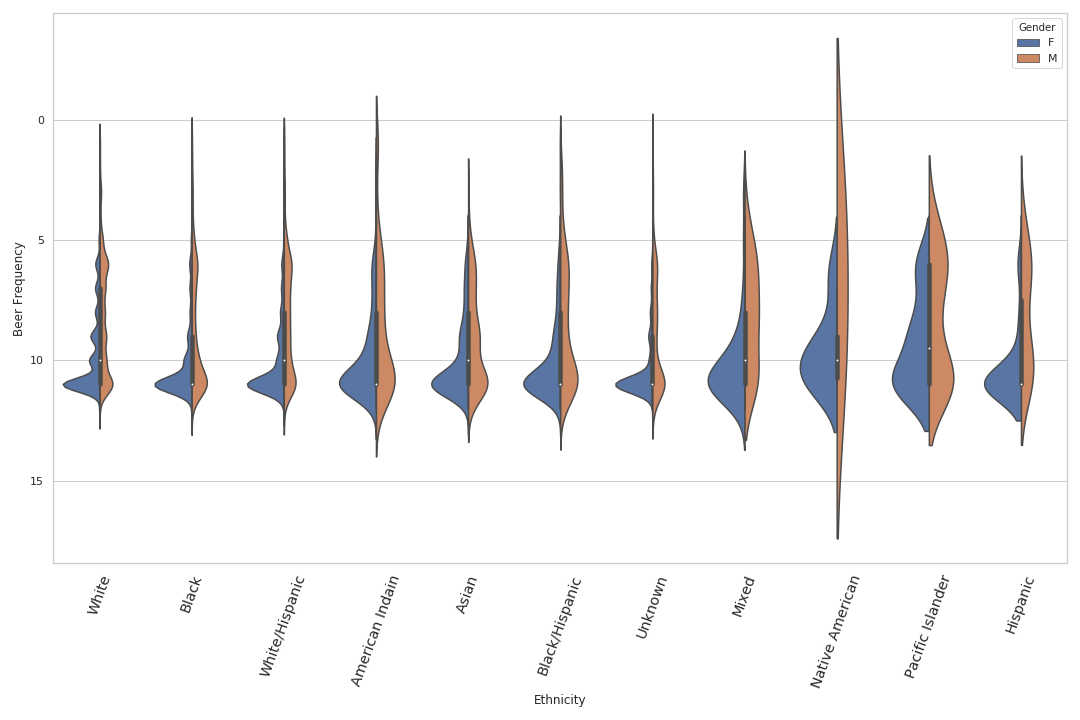 Gender
F
M
0
5
10
15
Beer Frequency
White
Black
White/Hispanic
American Indain
Asian
Black/Hispanic
Unknown
Mixed
Native American
Pacific Islander
Hispanic
Ethnicity